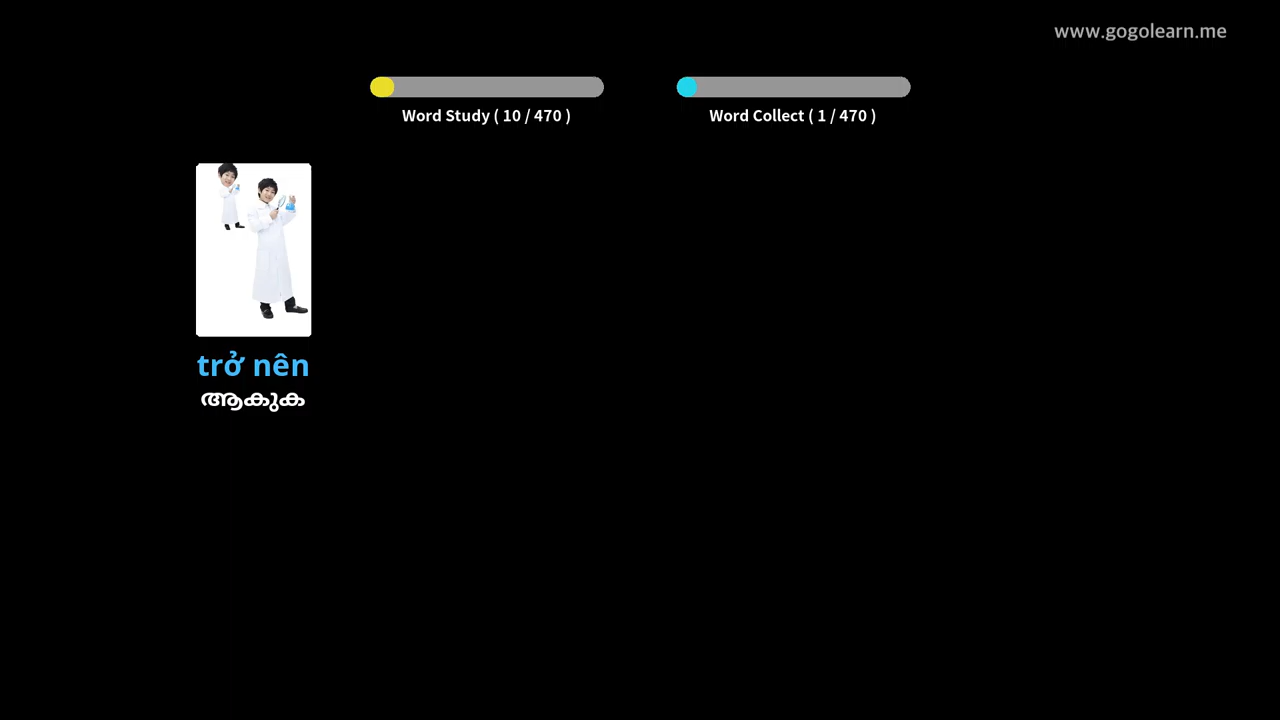 www.gogolearn.me
Word Study ( 10 / 470 )
Word Collect ( 1 / 470 )
trở nên
ആകുക